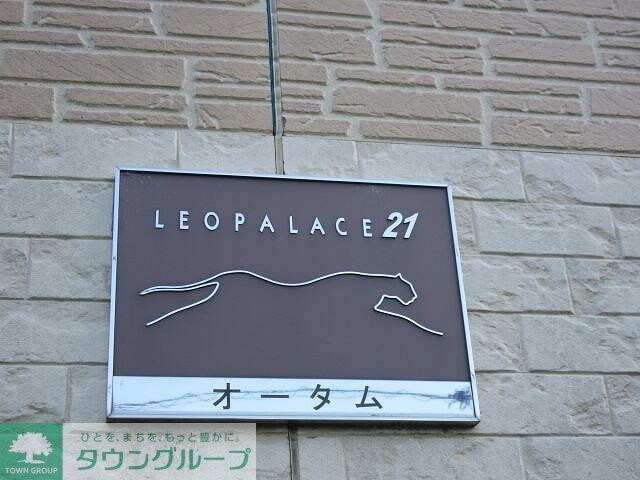 LEOPALACE21
オータム
ひとを、まちを、もっと豊かに。
タウングループ
TOWN GROUP